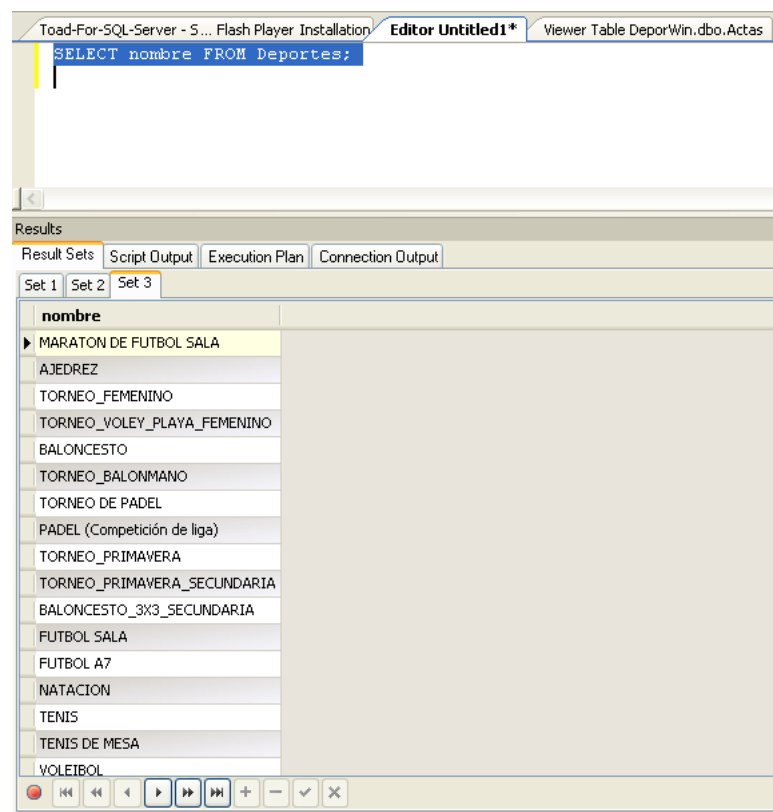 Toad-For-SQL-Server - S... Flash Player Installation Editor Untitled1* Viewer Table DeporWin.dbo.Actas
SELECT nombre FROM Deportes;
Results
Result Sets Script Output Execution Plan Connection Output
Set 1 Set 2 Set 3
nombre
MARATON DE FUTBOL SALA
AJEDREZ
TORNEO_FEMENINO
TORNEO_VOLEY_PLAYA_FEMENINO
BALONCESTO
TORNEO_BALONMANO
TORNEO DE PADEL
PADEL (Competición de liga)
TORNEO_PRIMAVERA
TORNEO_PRIMAVERA_SECUNDARIA
BALONCESTO_3X3_SECUNDARIA
FUTBOL SALA
FUTBOL A7
NATACION
TENIS
TENIS DE MESA
VOLEIBOL